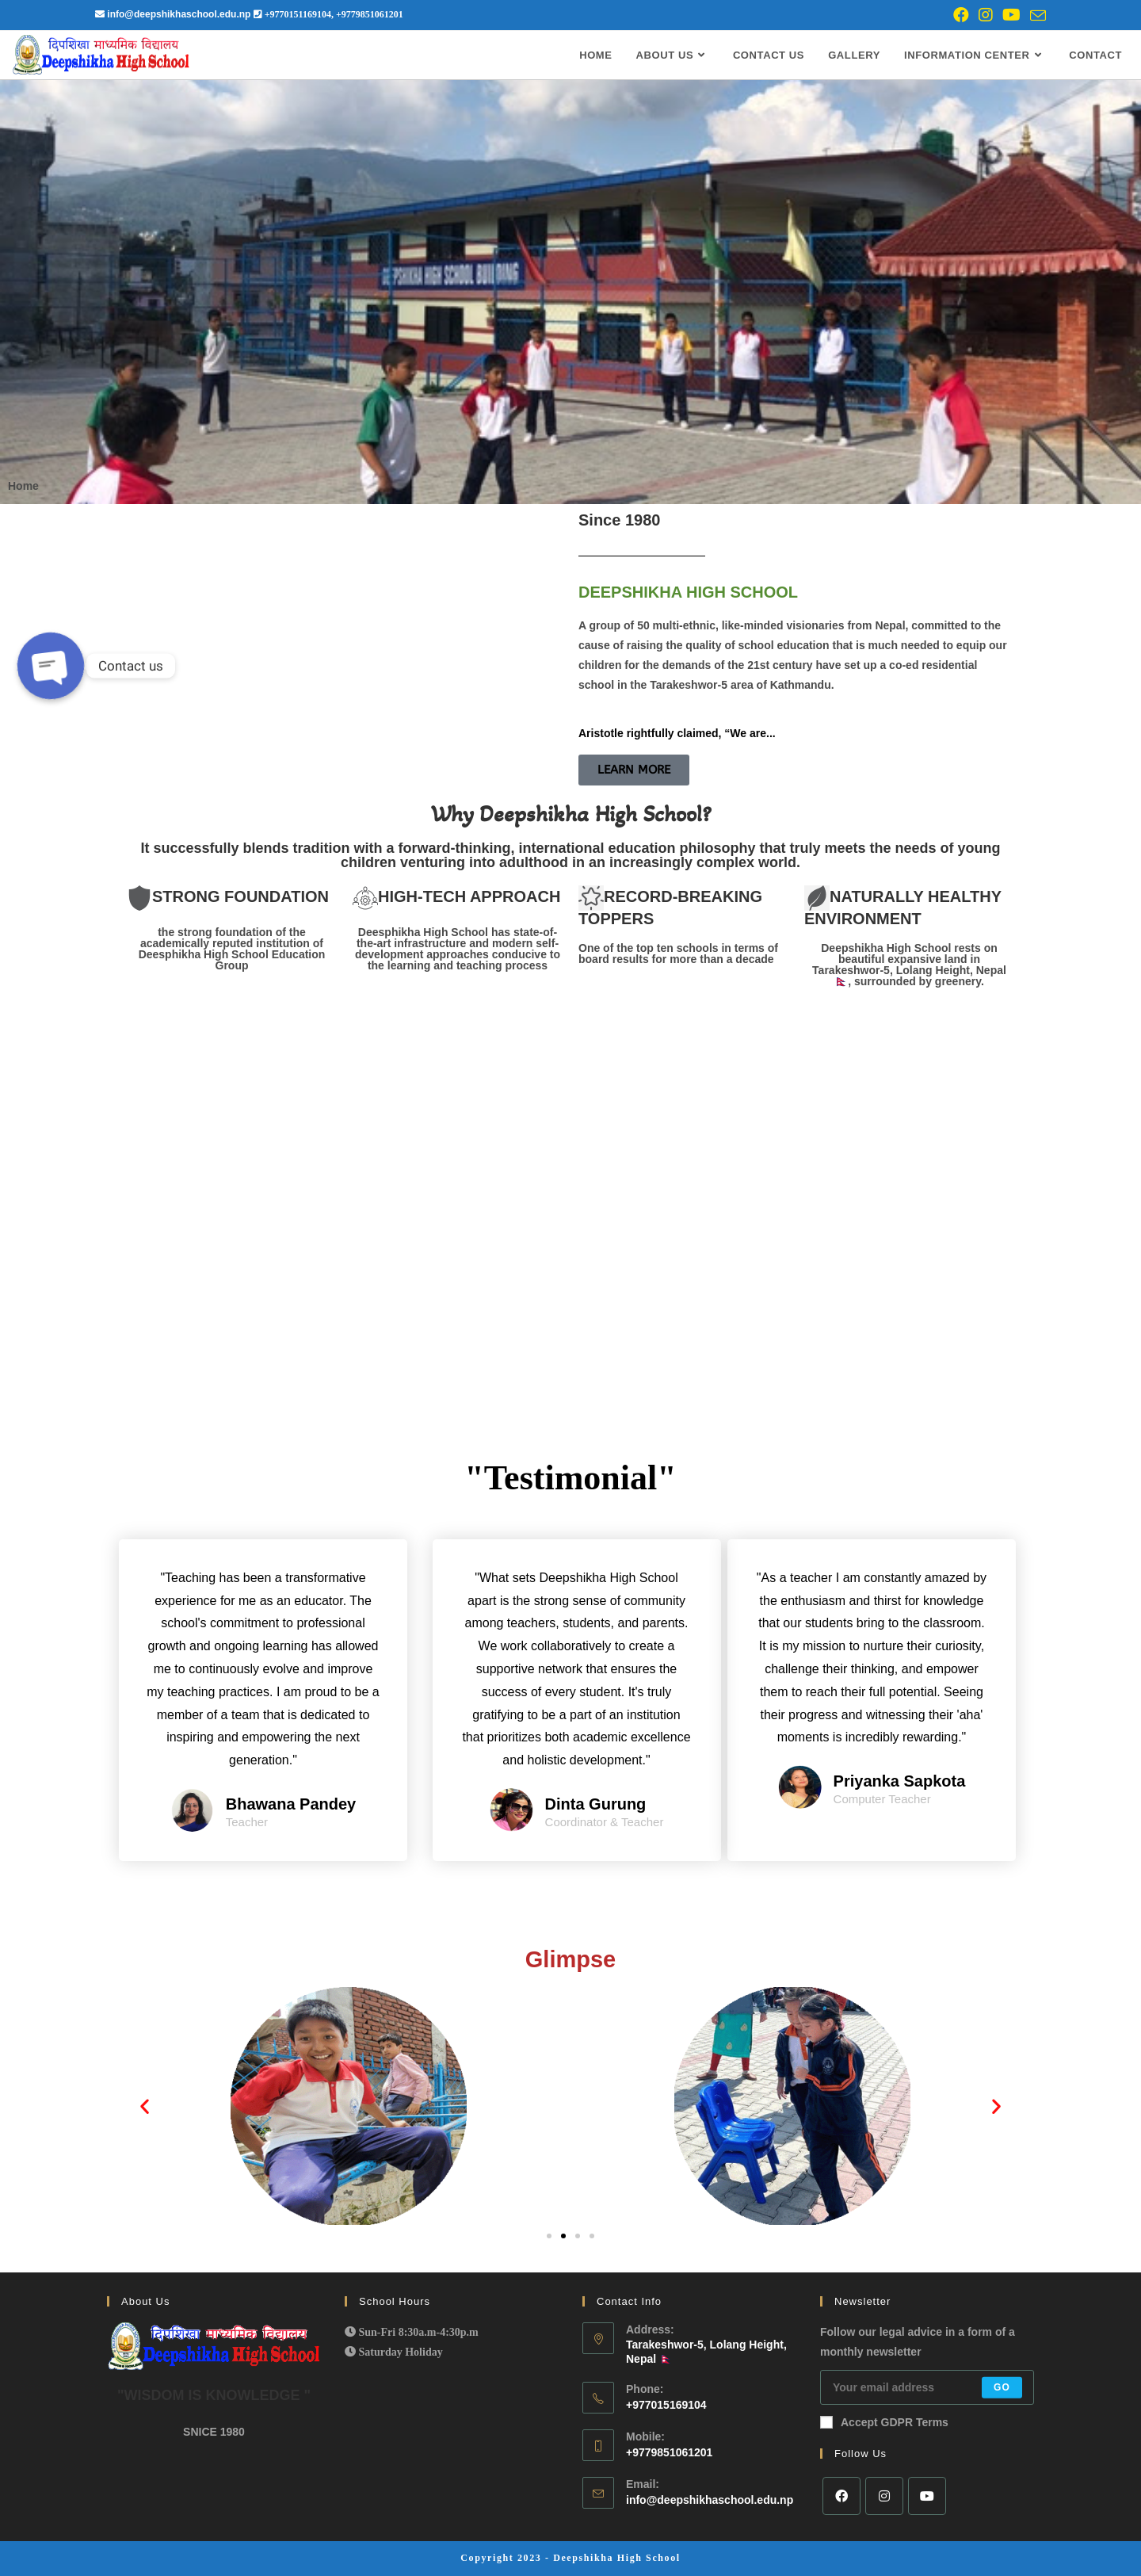 info@deepshikhaschool.edu.np +9770151169104, +9779851061201
दिपशिखा माध्यमिक विद्यालय
Deepshikha High School
HOME ABOUT US CONTACT US GALLERY INFORMATION CENTER CONTACT
DEEPSHIKHA HIGH SCHOOL BUILDING
Home
Since 1980
DEEPSHIKHA HIGH SCHOOL
A group of 50 multi-ethnic, like-minded visionaries from Nepal, committed to the
cause of raising the quality of school education that is much needed to equip our
children for the demands of the 21st century have set up a co-ed residential
school in the Tarakeshwor-5 area of Kathmandu.
Contact us
Aristotle rightfully claimed, “We are...
LEARN MORE
Why Deepshikha High School?
It successfully blends tradition with a forward-thinking, international education philosophy that truly meets the needs of young
children venturing into adulthood in an increasingly complex world.
STRONG FOUNDATION
the strong foundation of the
academically reputed institution of
Deesphikha High School Education
Group
HIGH-TECH APPROACH
Deesphikha High School has state-of-
the-art infrastructure and modern self-
development approaches conducive to
the learning and teaching process
RECORD-BREAKING
TOPPERS
One of the top ten schools in terms of
board results for more than a decade
NATURALLY HEALTHY
ENVIRONMENT
Deepshikha High School rests on
beautiful expansive land in
Tarakeshwor-5, Lolang Height, Nepal
🇳🇵, surrounded by greenery.
"Testimonial"
"Teaching has been a transformative
experience for me as an educator. The
school's commitment to professional
growth and ongoing learning has allowed
me to continuously evolve and improve
my teaching practices. I am proud to be a
member of a team that is dedicated to
inspiring and empowering the next
generation."
Bhawana Pandey
Teacher
"What sets Deepshikha High School
apart is the strong sense of community
among teachers, students, and parents.
We work collaboratively to create a
supportive network that ensures the
success of every student. It's truly
gratifying to be a part of an institution
that prioritizes both academic excellence
and holistic development."
Dinta Gurung
Coordinator & Teacher
"As a teacher I am constantly amazed by
the enthusiasm and thirst for knowledge
that our students bring to the classroom.
It is my mission to nurture their curiosity,
challenge their thinking, and empower
them to reach their full potential. Seeing
their progress and witnessing their 'aha'
moments is incredibly rewarding."
Priyanka Sapkota
Computer Teacher
Glimpse
About Us
दिपशिखा माध्यमिक विद्यालय
Deepshikha High School
"WISDOM IS KNOWLEDGE "
SNICE 1980
School Hours
Sun-Fri 8:30a.m-4:30p.m
Saturday Holiday
Contact Info
Address:
Tarakeshwor-5, Lolang Height,
Nepal 🇳🇵
Phone:
+977015169104
Mobile:
+9779851061201
Email:
info@deepshikhaschool.edu.np
Newsletter
Follow our legal advice in a form of a
monthly newsletter
Your email address GO
Accept GDPR Terms
Follow Us
Copyright 2023 - Deepshikha High School